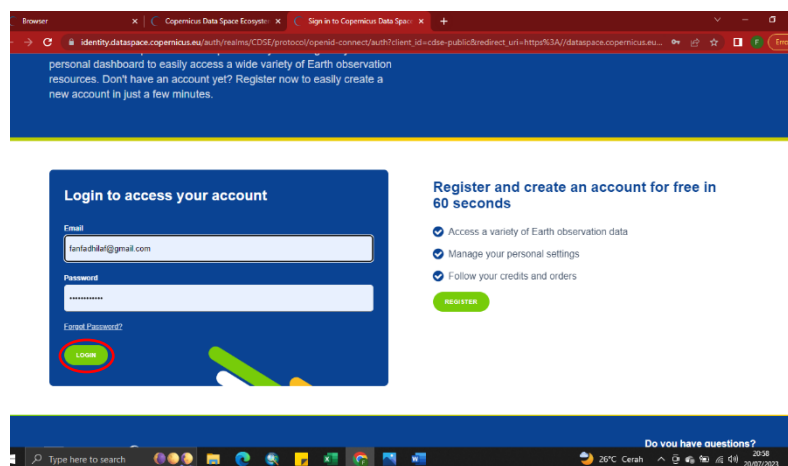 Browser
Copernicus Data Space Ecosyster
Sign in to Copernicus Data Space
identity.dataspace.copernicus.eu/auth/realms/CDSE/protocol/openid-connect/auth?client_id=cdse-public&redirect_uri=https%3A//dataspace.copernicus.eu...
personal dashboard to easily access a wide variety of Earth observation
resources. Don't have an account yet? Register now to easily create a
new account in just a few minutes.
Login to access your account
Email
fanfadhilaf@gmail.com
Password
Forgot Password?
LOGIN
Register and create an account for free in
60 seconds
Access a variety of Earth observation data
Manage your personal settings
Follow your credits and orders
REGISTER
Do you have questions?
Type here to search
26°C Cerah
20:58
20/07/2023